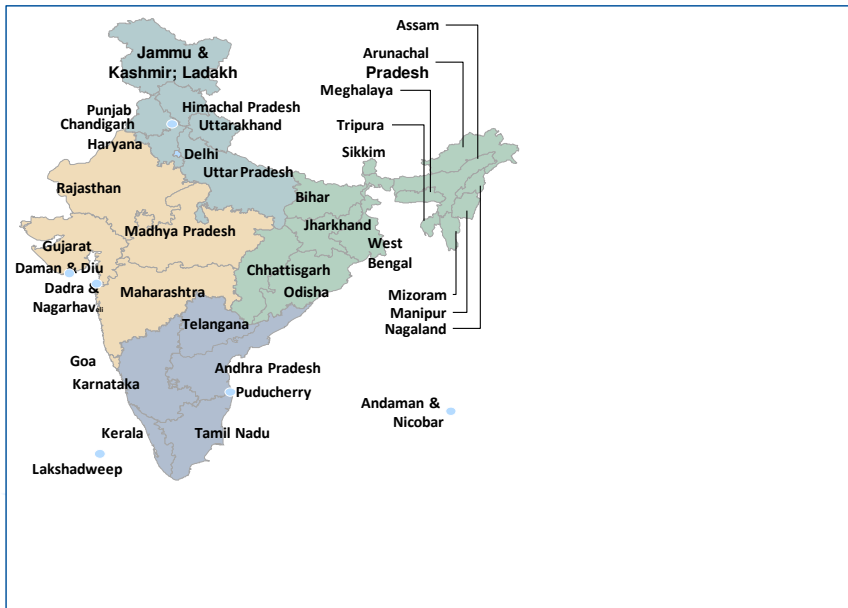 Assam
Jammu &
Kashmir; Ladakh
Arunachal
Pradesh
Meghalaya
Himachal Pradesh
Punjab
Chandigarh
Uttarakhand
Tripura
Haryana
Delhi
Sikkim
Uttar Pradesh
Rajasthan
Bihar
Jharkhand
Madhya Pradesh
West
Bengal
Gujarat
Daman & Diu
Chhattisgarh
Dadra &
Nagarhaveli
Maharashtra
Odisha
Mizoram
Manipur
Nagaland
Telangana
Goa
Karnataka
Andhra Pradesh
Puducherry
Andaman &
Nicobar
Kerala
Tamil Nadu
Lakshadweep